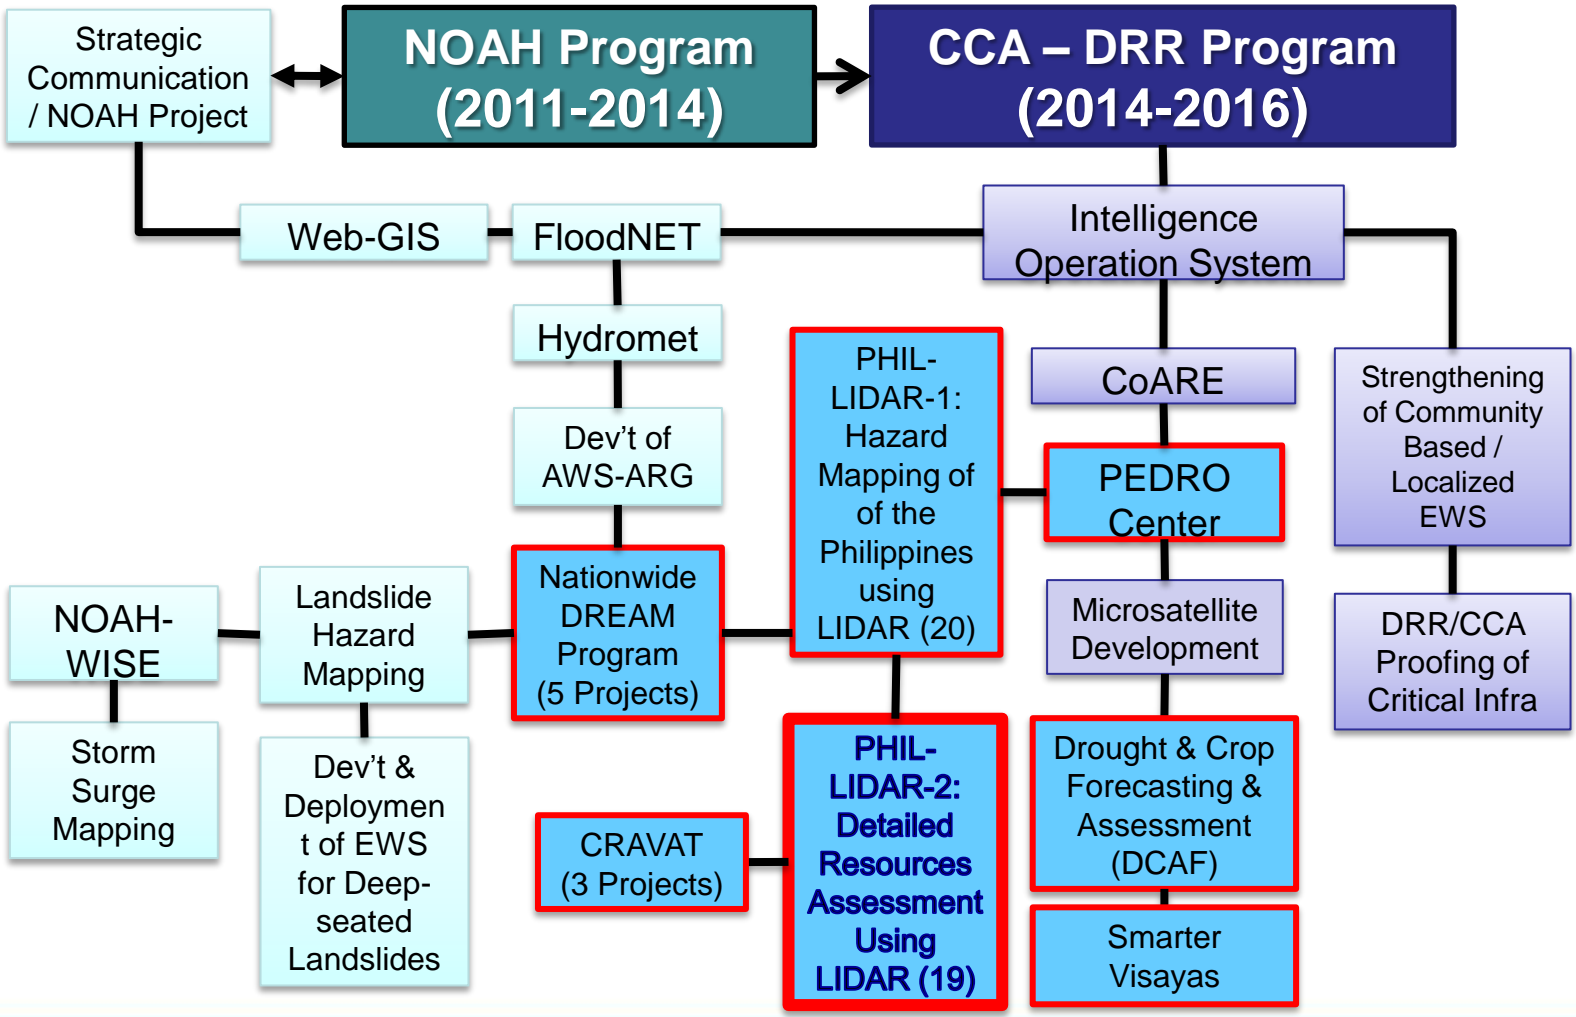 Strategic
Communication
/ NOAH Project
NOAH Program
(2011-2014)
CCA – DRR Program
(2014-2016)
Web-GIS
FloodNET
Intelligence
Operation System
Hydromet
Dev't of
AWS-ARG
PHIL-
LIDAR-1:
Hazard
Mapping of
of the
Philippines
using
LIDAR (20)
CoARE
PEDRO
Center
Strengthening
of Community
Based /
Localized
EWS
NOAH-
WISE
Landslide
Hazard
Mapping
Nationwide
DREAM
Program
(5 Projects)
Microsatellite
Development
DRR/CCA
Proofing of
Critical Infra
Storm
Surge
Mapping
Dev't &
Deploymen
t of EWS
for Deep-
seated
Landslides
CRAVAT
(3 Projects)
PHIL-
LIDAR-2:
Detailed
Resources
Assessment
Using
LIDAR (19)
Drought & Crop
Forecasting &
Assessment
(DCAF)
Smarter
Visayas